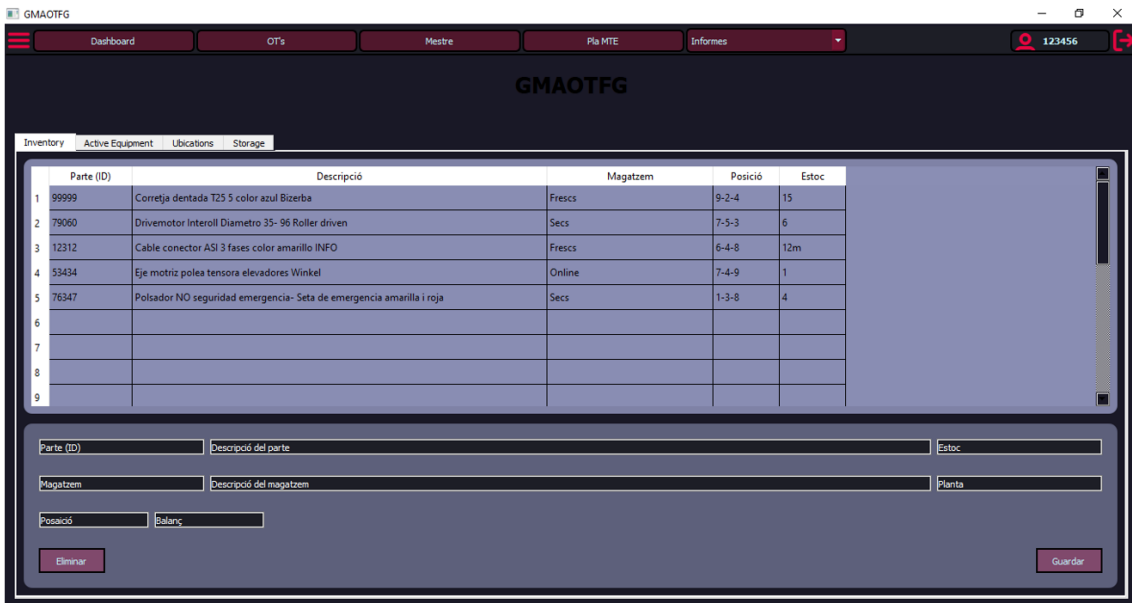 GMAOTFG
Dashboard OT's Mestre Pla MTE Informes 123456
GMAOTFG
Inventory Active Equipment Ubications Storage
Parte (ID) Descripció Magatzem Posició Estoc
1 99999 Corretja dentada T25 5 color azul Bizerba Frescs 9-2-4 15
2 79060 Drivemotor Interoll Diametro 35- 96 Roller driven Secs 7-5-3 6
3 12312 Cable conector ASI 3 fases color amarillo INFO Frescs 6-4-8 12m
4 53434 Eje motriz polea tensora elevadores Winkel Online 7-4-9 1
5 76347 Polsador NO seguridad emergencia- Seta de emergencia amarilla i roja Secs 1-3-8 4
6
7
8
9
Parte (ID) Descripció del parte Estoc
Magatzem Descripció del magatzem Planta
Posaició Balanç
Eliminar Guardar